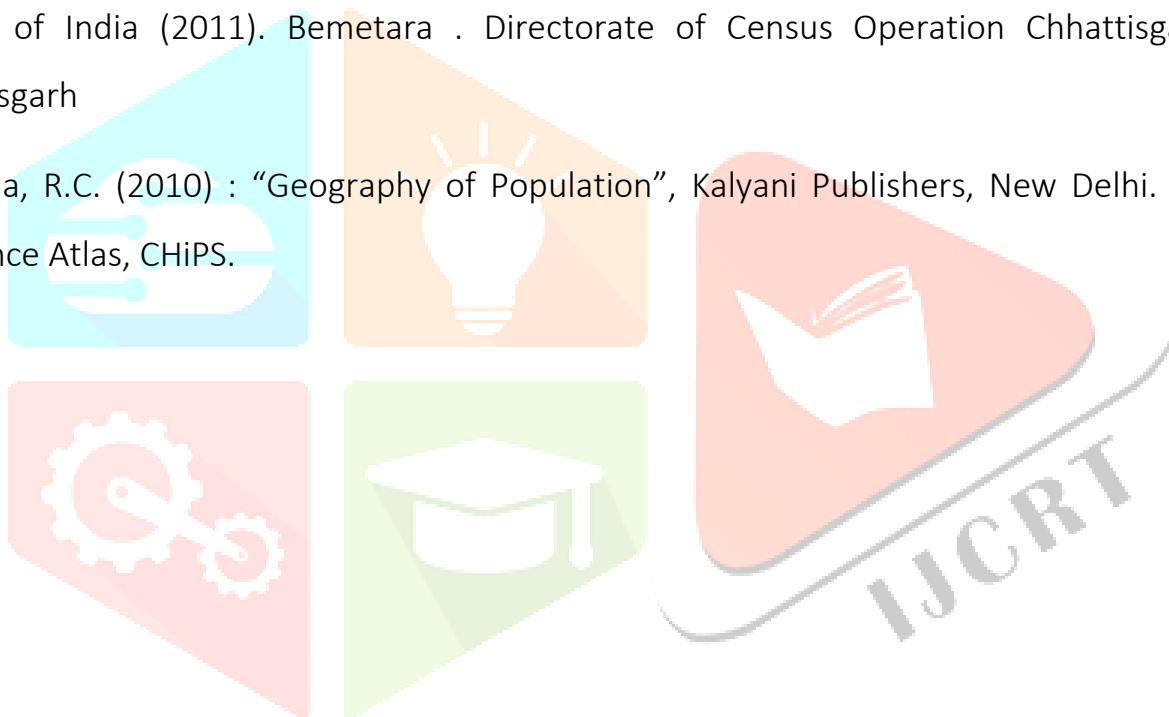 of India (2011). Bemetara . Directorate of Census Operation Chhattisga
sgarh
a, R.C. (2010) : “Geography of Population”, Kalyani Publishers, New Delhi.
nce Atlas, CHiPS.
IJCRT